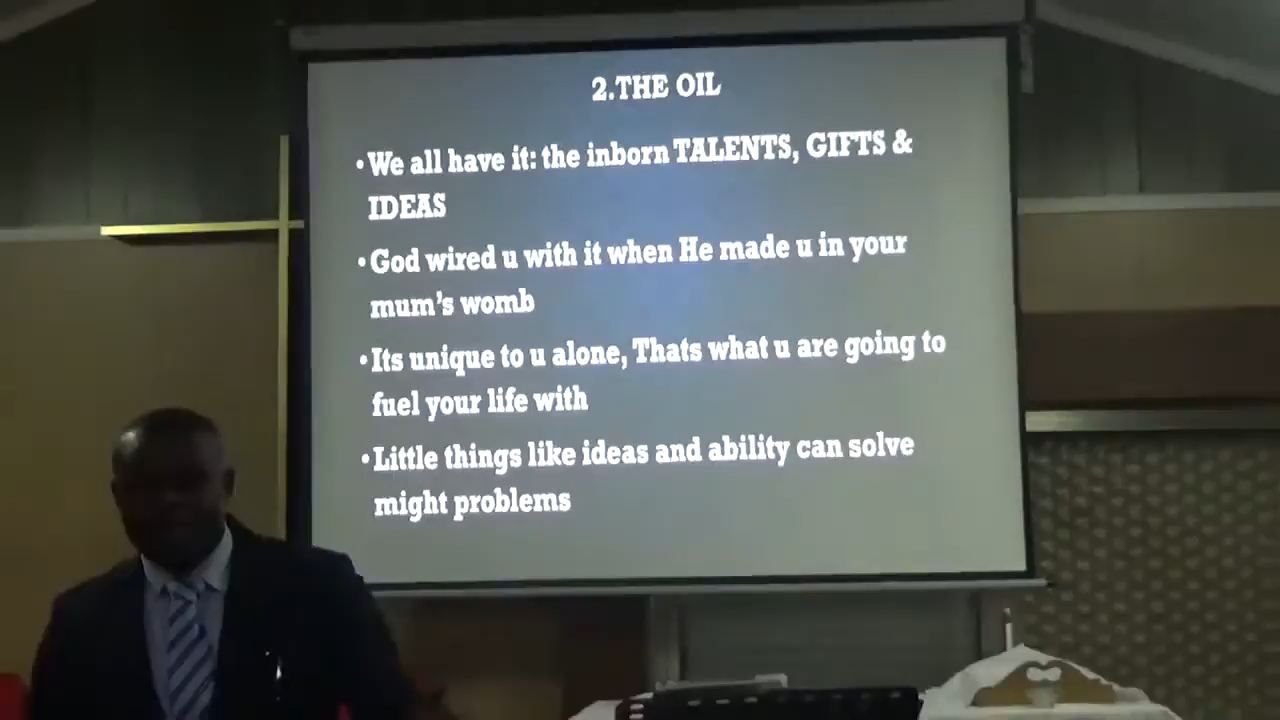 2.THE OIL
•We all have it: the inborn TALENTS, GIFTS &
IDEAS
•God wired u with it when He made u in your
mum's womb
•Its unique to u alone, Thats what u are going to
fuel your life with
•Little things like ideas and ability can solve
might problems